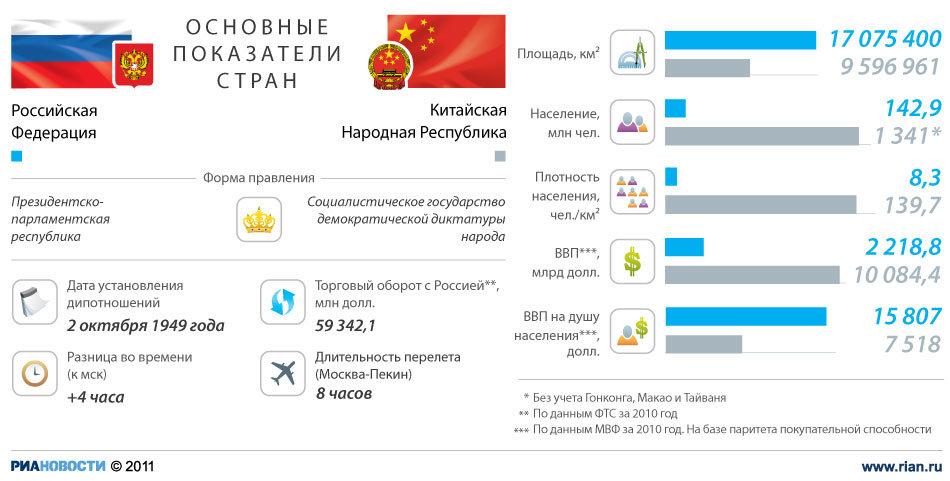 ОСНОВНЫЕ
ПОКАЗАТЕЛИ
СТРАН
Российская
Федерация
Китайская
Народная Республика
Форма правления
Президентско-
парламентская
республика
Социалистическое государство
демократической диктатуры
народа
Дата установления
дипотношений
2 октября 1949 года
Торговый оборот с Россией**,
млн долл.
59 342,1
Разница во времени
(к мск)
+4 часа
Длительность перелета
(Москва-Пекин)
8 часов
Площадь, км²
17 075 400
9 596 961
Население,
млн чел.
142,9
1 341*
Плотность
населения,
чел./км²
8,3
139,7
ВВП***,
млрд долл.
2 218,8
10 084,4
ВВП на душу
населения***,
долл.
15 807
7 518
* Без учета Гонконга, Макао и Тайваня
** По данным ФТС за 2010 год
*** По данным МВФ за 2010 год. На базе паритета покупательной способности
РИАНОВОСТИ © 2011
www.rian.ru